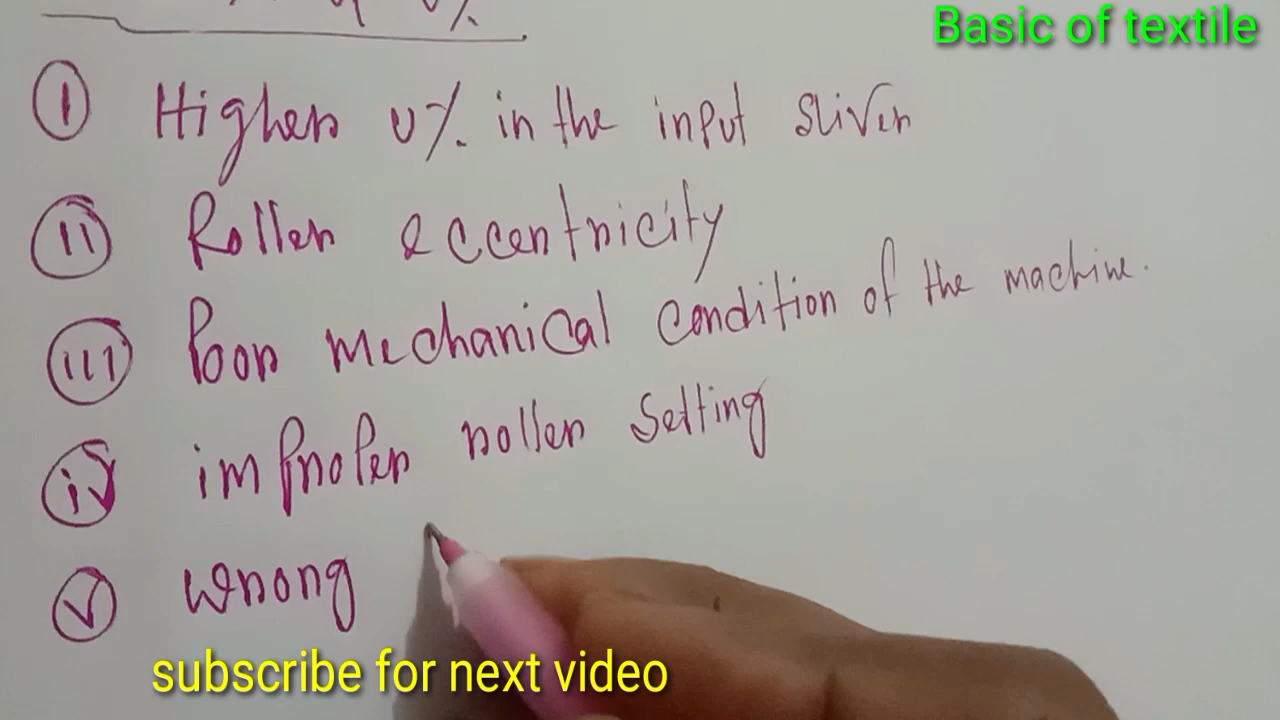 U%
Basic of textile
I Higher U% in the input sliver
II Roller eccentricity
III Poor mechanical condition of the machine.
iv improper roller Setting
V wrong
subscribe for next video